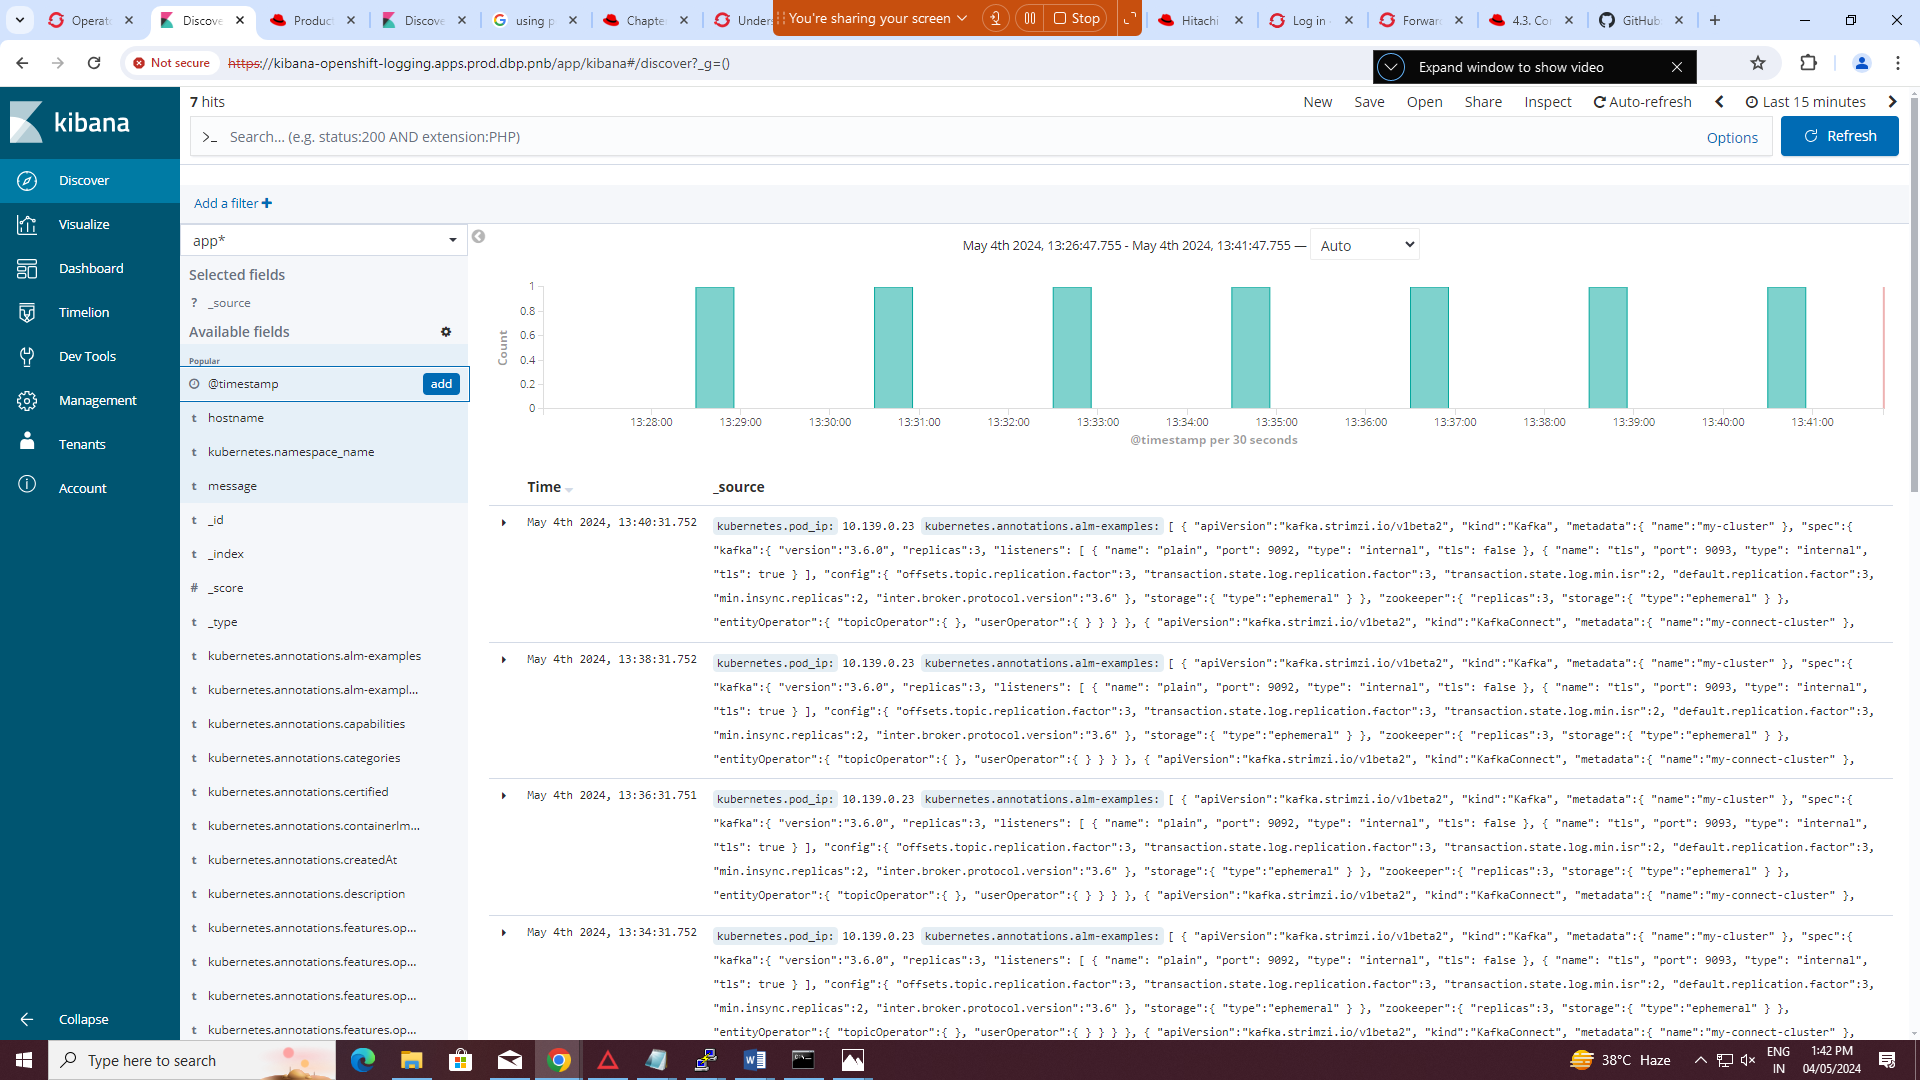 Operat
Discove
Product
Discove
using p
Chapte
Unders
You're sharing your screen
Stop
Hitachi
Log in
Forwar
4.3. Co
GitHub
Not secure
https://kibana-openshift-logging.apps.prod.dbp.pnb/app/kibana#/discover?_g=()
Expand window to show video
kibana
Discover
Visualize
Dashboard
Timelion
Dev Tools
Management
Tenants
Account
Collapse
7 hits
New
Save
Open
Share
Inspect
Auto-refresh
Last 15 minutes
>_ Search... (e.g. status:200 AND extension:PHP)
Options
Refresh
Add a filter +
app*
Selected fields
? _source
Available fields
Popular
@timestamp
add
t hostname
t kubernetes.namespace_name
t message
t _id
t _index
# _score
t _type
t kubernetes.annotations.alm-examples
t kubernetes.annotations.alm-exampl...
t kubernetes.annotations.capabilities
t kubernetes.annotations.categories
t kubernetes.annotations.certified
t kubernetes.annotations.containerIm...
t kubernetes.annotations.createdAt
t kubernetes.annotations.description
t kubernetes.annotations.features.op...
t kubernetes.annotations.features.op...
t kubernetes.annotations.features.op...
t kubernetes.annotations.features.op...
May 4th 2024, 13:26:47.755 - May 4th 2024, 13:41:47.755 —
Auto
Count
1
0.8
0.6
0.4
0.2
0
13:28:00 13:29:00 13:30:00 13:31:00 13:32:00 13:33:00 13:34:00 13:35:00 13:36:00 13:37:00 13:38:00 13:39:00 13:40:00 13:41:00
@timestamp per 30 seconds
Time _source
May 4th 2024, 13:40:31.752 kubernetes.pod_ip: 10.139.0.23 kubernetes.annotations.alm-examples: [ { "apiVersion":"kafka.strimzi.io/v1beta2", "kind":"Kafka", "metadata":{ "name":"my-cluster" }, "spec":{
"kafka":{ "version":"3.6.0", "replicas":3, "listeners": [ { "name": "plain", "port": 9092, "type": "internal", "tls": false }, { "name": "tls", "port": 9093, "type": "internal",
"tls": true } ], "config":{ "offsets.topic.replication.factor":3, "transaction.state.log.replication.factor":3, "transaction.state.log.min.isr":2, "default.replication.factor":3,
"min.insync.replicas":2, "inter.broker.protocol.version":"3.6" }, "storage":{ "type":"ephemeral" } }, "zookeeper":{ "replicas":3, "storage":{ "type":"ephemeral" } },
"entityOperator":{ "topicOperator":{ }, "userOperator":{ } } } }, { "apiVersion":"kafka.strimzi.io/v1beta2", "kind":"KafkaConnect", "metadata":{ "name":"my-connect-cluster" },
May 4th 2024, 13:38:31.752 kubernetes.pod_ip: 10.139.0.23 kubernetes.annotations.alm-examples: [ { "apiVersion":"kafka.strimzi.io/v1beta2", "kind":"Kafka", "metadata":{ "name":"my-cluster" }, "spec":{
"kafka":{ "version":"3.6.0", "replicas":3, "listeners": [ { "name": "plain", "port": 9092, "type": "internal", "tls": false }, { "name": "tls", "port": 9093, "type": "internal",
"tls": true } ], "config":{ "offsets.topic.replication.factor":3, "transaction.state.log.replication.factor":3, "transaction.state.log.min.isr":2, "default.replication.factor":3,
"min.insync.replicas":2, "inter.broker.protocol.version":"3.6" }, "storage":{ "type":"ephemeral" } }, "zookeeper":{ "replicas":3, "storage":{ "type":"ephemeral" } },
"entityOperator":{ "topicOperator":{ }, "userOperator":{ } } } }, { "apiVersion":"kafka.strimzi.io/v1beta2", "kind":"KafkaConnect", "metadata":{ "name":"my-connect-cluster" },
May 4th 2024, 13:36:31.751 kubernetes.pod_ip: 10.139.0.23 kubernetes.annotations.alm-examples: [ { "apiVersion":"kafka.strimzi.io/v1beta2", "kind":"Kafka", "metadata":{ "name":"my-cluster" }, "spec":{
"kafka":{ "version":"3.6.0", "replicas":3, "listeners": [ { "name": "plain", "port": 9092, "type": "internal", "tls": false }, { "name": "tls", "port": 9093, "type": "internal",
"tls": true } ], "config":{ "offsets.topic.replication.factor":3, "transaction.state.log.replication.factor":3, "transaction.state.log.min.isr":2, "default.replication.factor":3,
"min.insync.replicas":2, "inter.broker.protocol.version":"3.6" }, "storage":{ "type":"ephemeral" } }, "zookeeper":{ "replicas":3, "storage":{ "type":"ephemeral" } },
"entityOperator":{ "topicOperator":{ }, "userOperator":{ } } } }, { "apiVersion":"kafka.strimzi.io/v1beta2", "kind":"KafkaConnect", "metadata":{ "name":"my-connect-cluster" },
May 4th 2024, 13:34:31.752 kubernetes.pod_ip: 10.139.0.23 kubernetes.annotations.alm-examples: [ { "apiVersion":"kafka.strimzi.io/v1beta2", "kind":"Kafka", "metadata":{ "name":"my-cluster" }, "spec":{
"kafka":{ "version":"3.6.0", "replicas":3, "listeners": [ { "name": "plain", "port": 9092, "type": "internal", "tls": false }, { "name": "tls", "port": 9093, "type": "internal",
"tls": true } ], "config":{ "offsets.topic.replication.factor":3, "transaction.state.log.replication.factor":3, "transaction.state.log.min.isr":2, "default.replication.factor":3,
"min.insync.replicas":2, "inter.broker.protocol.version":"3.6" }, "storage":{ "type":"ephemeral" } }, "zookeeper":{ "replicas":3, "storage":{ "type":"ephemeral" } },
"entityOperator":{ "topicOperator":{ }, "userOperator":{ } } } }, { "apiVersion":"kafka.strimzi.io/v1beta2", "kind":"KafkaConnect", "metadata":{ "name":"my-connect-cluster" },
Type here to search
38°C Haze
ENG
IN
1:42 PM
04/05/2024